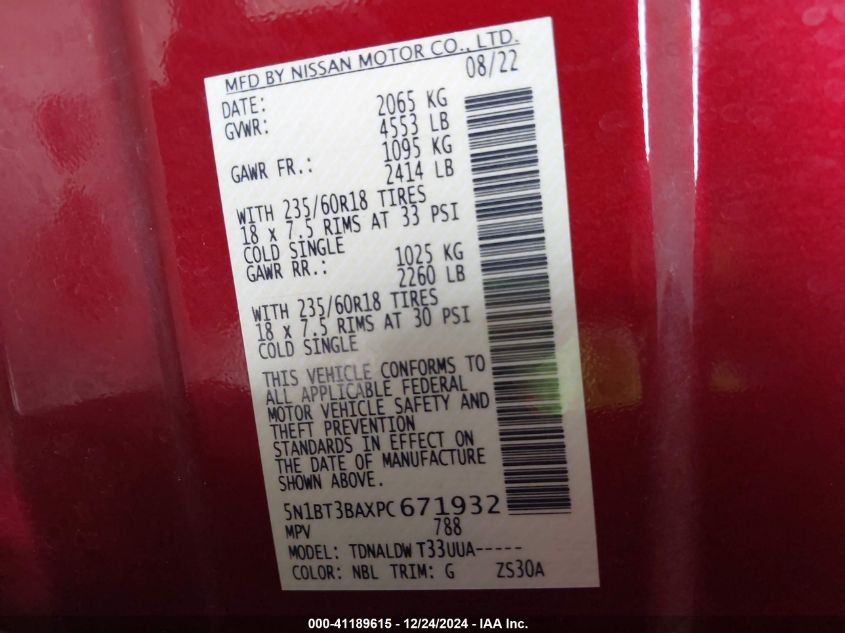 MFD BY NISSAN MOTOR CO., LTD.
DATE: 08/22
GVWR: 2065 KG
4553 LB
GAWR FR.: 1095 KG
2414 LB
WITH 235/60R18 TIRES
18 x 7.5 RIMS AT 33 PSI
COLD SINGLE
GAWR RR.: 1025 KG
2260 LB
WITH 235/60R18 TIRES
18 x 7.5 RIMS AT 30 PSI
COLD SINGLE
THIS VEHICLE CONFORMS TO
ALL APPLICABLE FEDERAL
MOTOR VEHICLE SAFETY AND
THEFT PREVENTION
STANDARDS IN EFFECT ON
THE DATE OF MANUFACTURE
SHOWN ABOVE.
5N1BT3BAXPC671932
MPV 788
MODEL: TDNALDW T33UUA-----
COLOR: NBL TRIM: G ZS30A
000-41189615 - 12/24/2024 - IAA Inc.